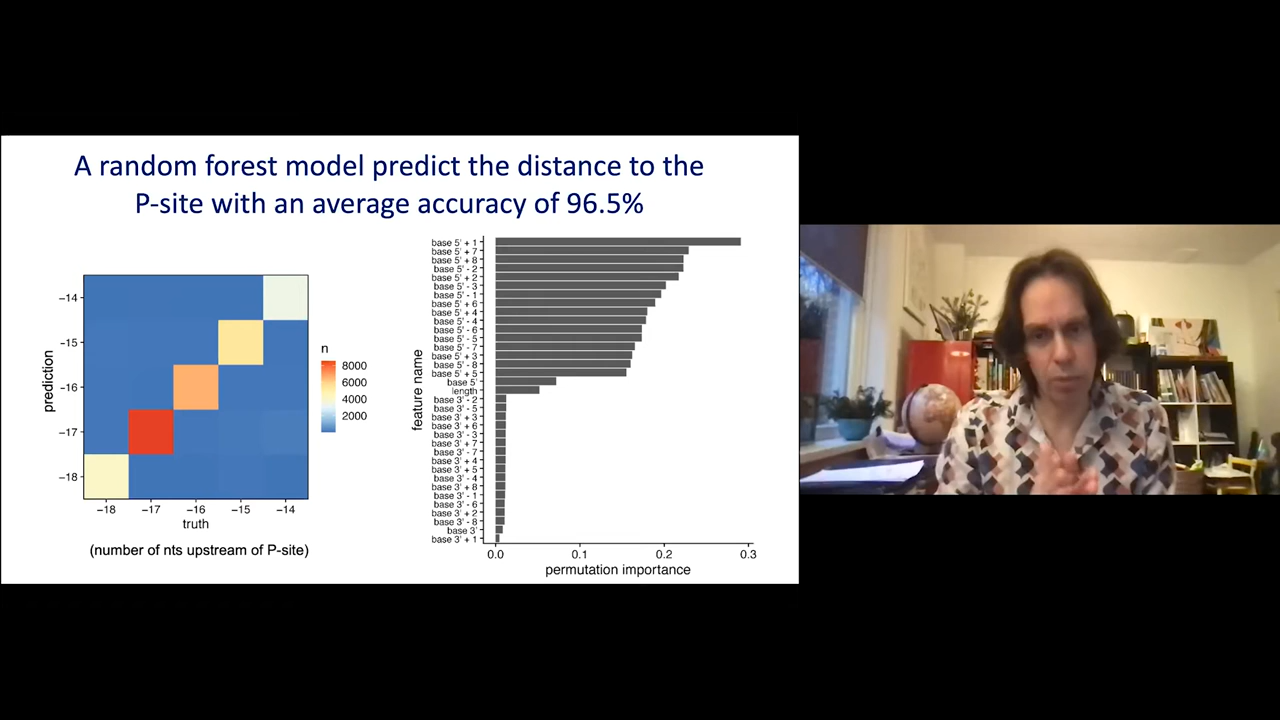 A random forest model predict the distance to the
P-site with an average accuracy of 96.5%
prediction
−14
−15
−16
−17
−18
−18 −17 −16 −15 −14
truth
(number of nts upstream of P-site)
n
8000
6000
4000
2000
feature name
base 5' + 1
base 5' + 7
base 5' + 8
base 5' - 2
base 5' + 2
base 5' - 3
base 5' - 1
base 5' + 6
base 5' + 4
base 5' - 4
base 5' - 6
base 5' - 5
base 5' - 7
base 5' + 3
base 5' - 8
base 5' + 5
base 5'
length
base 3' - 2
base 3' - 5
base 3' + 3
base 3' + 6
base 3' - 3
base 3' + 7
base 3' - 7
base 3' + 4
base 3' + 5
base 3' - 4
base 3' + 8
base 3' - 1
base 3' - 6
base 3' + 2
base 3' - 8
base 3'
base 3' + 1
0.0 0.1 0.2 0.3
permutation importance